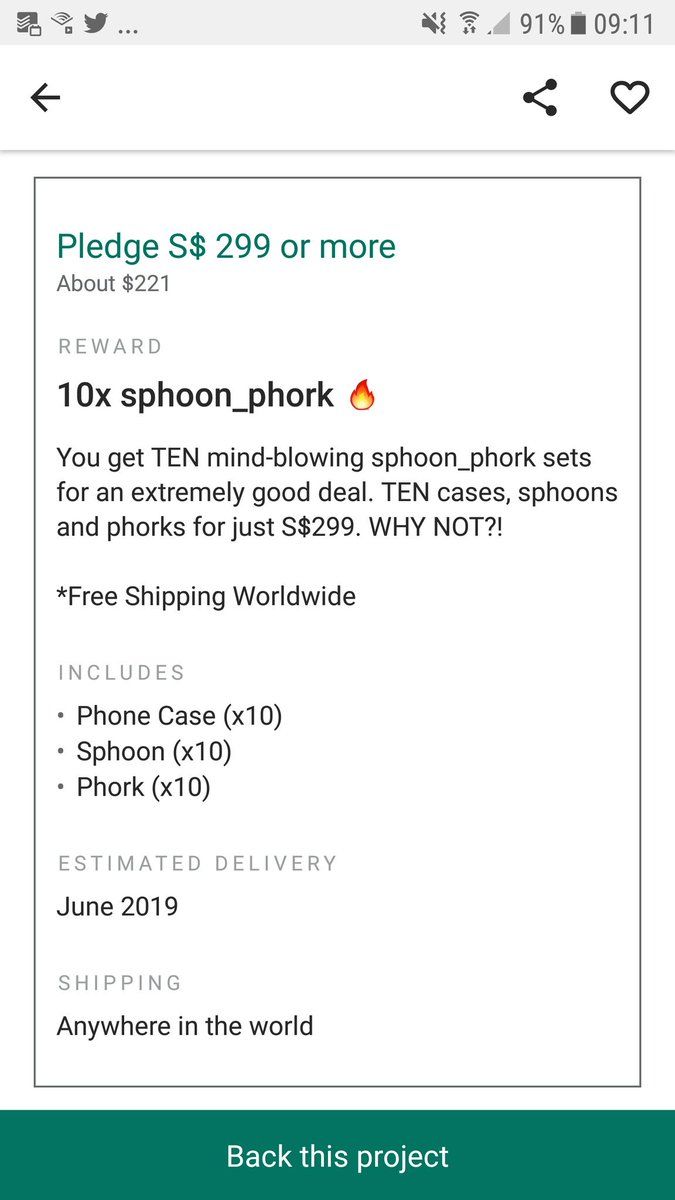 ... 91% 09:11
Pledge S$ 299 or more
About $221
REWARD
10x sphoon_phork 🔥
You get TEN mind-blowing sphoon_phork sets
for an extremely good deal. TEN cases, sphoons
and phorks for just S$299. WHY NOT?!
*Free Shipping Worldwide
INCLUDES
• Phone Case (x10)
• Sphoon (x10)
• Phork (x10)
ESTIMATED DELIVERY
June 2019
SHIPPING
Anywhere in the world
Back this project